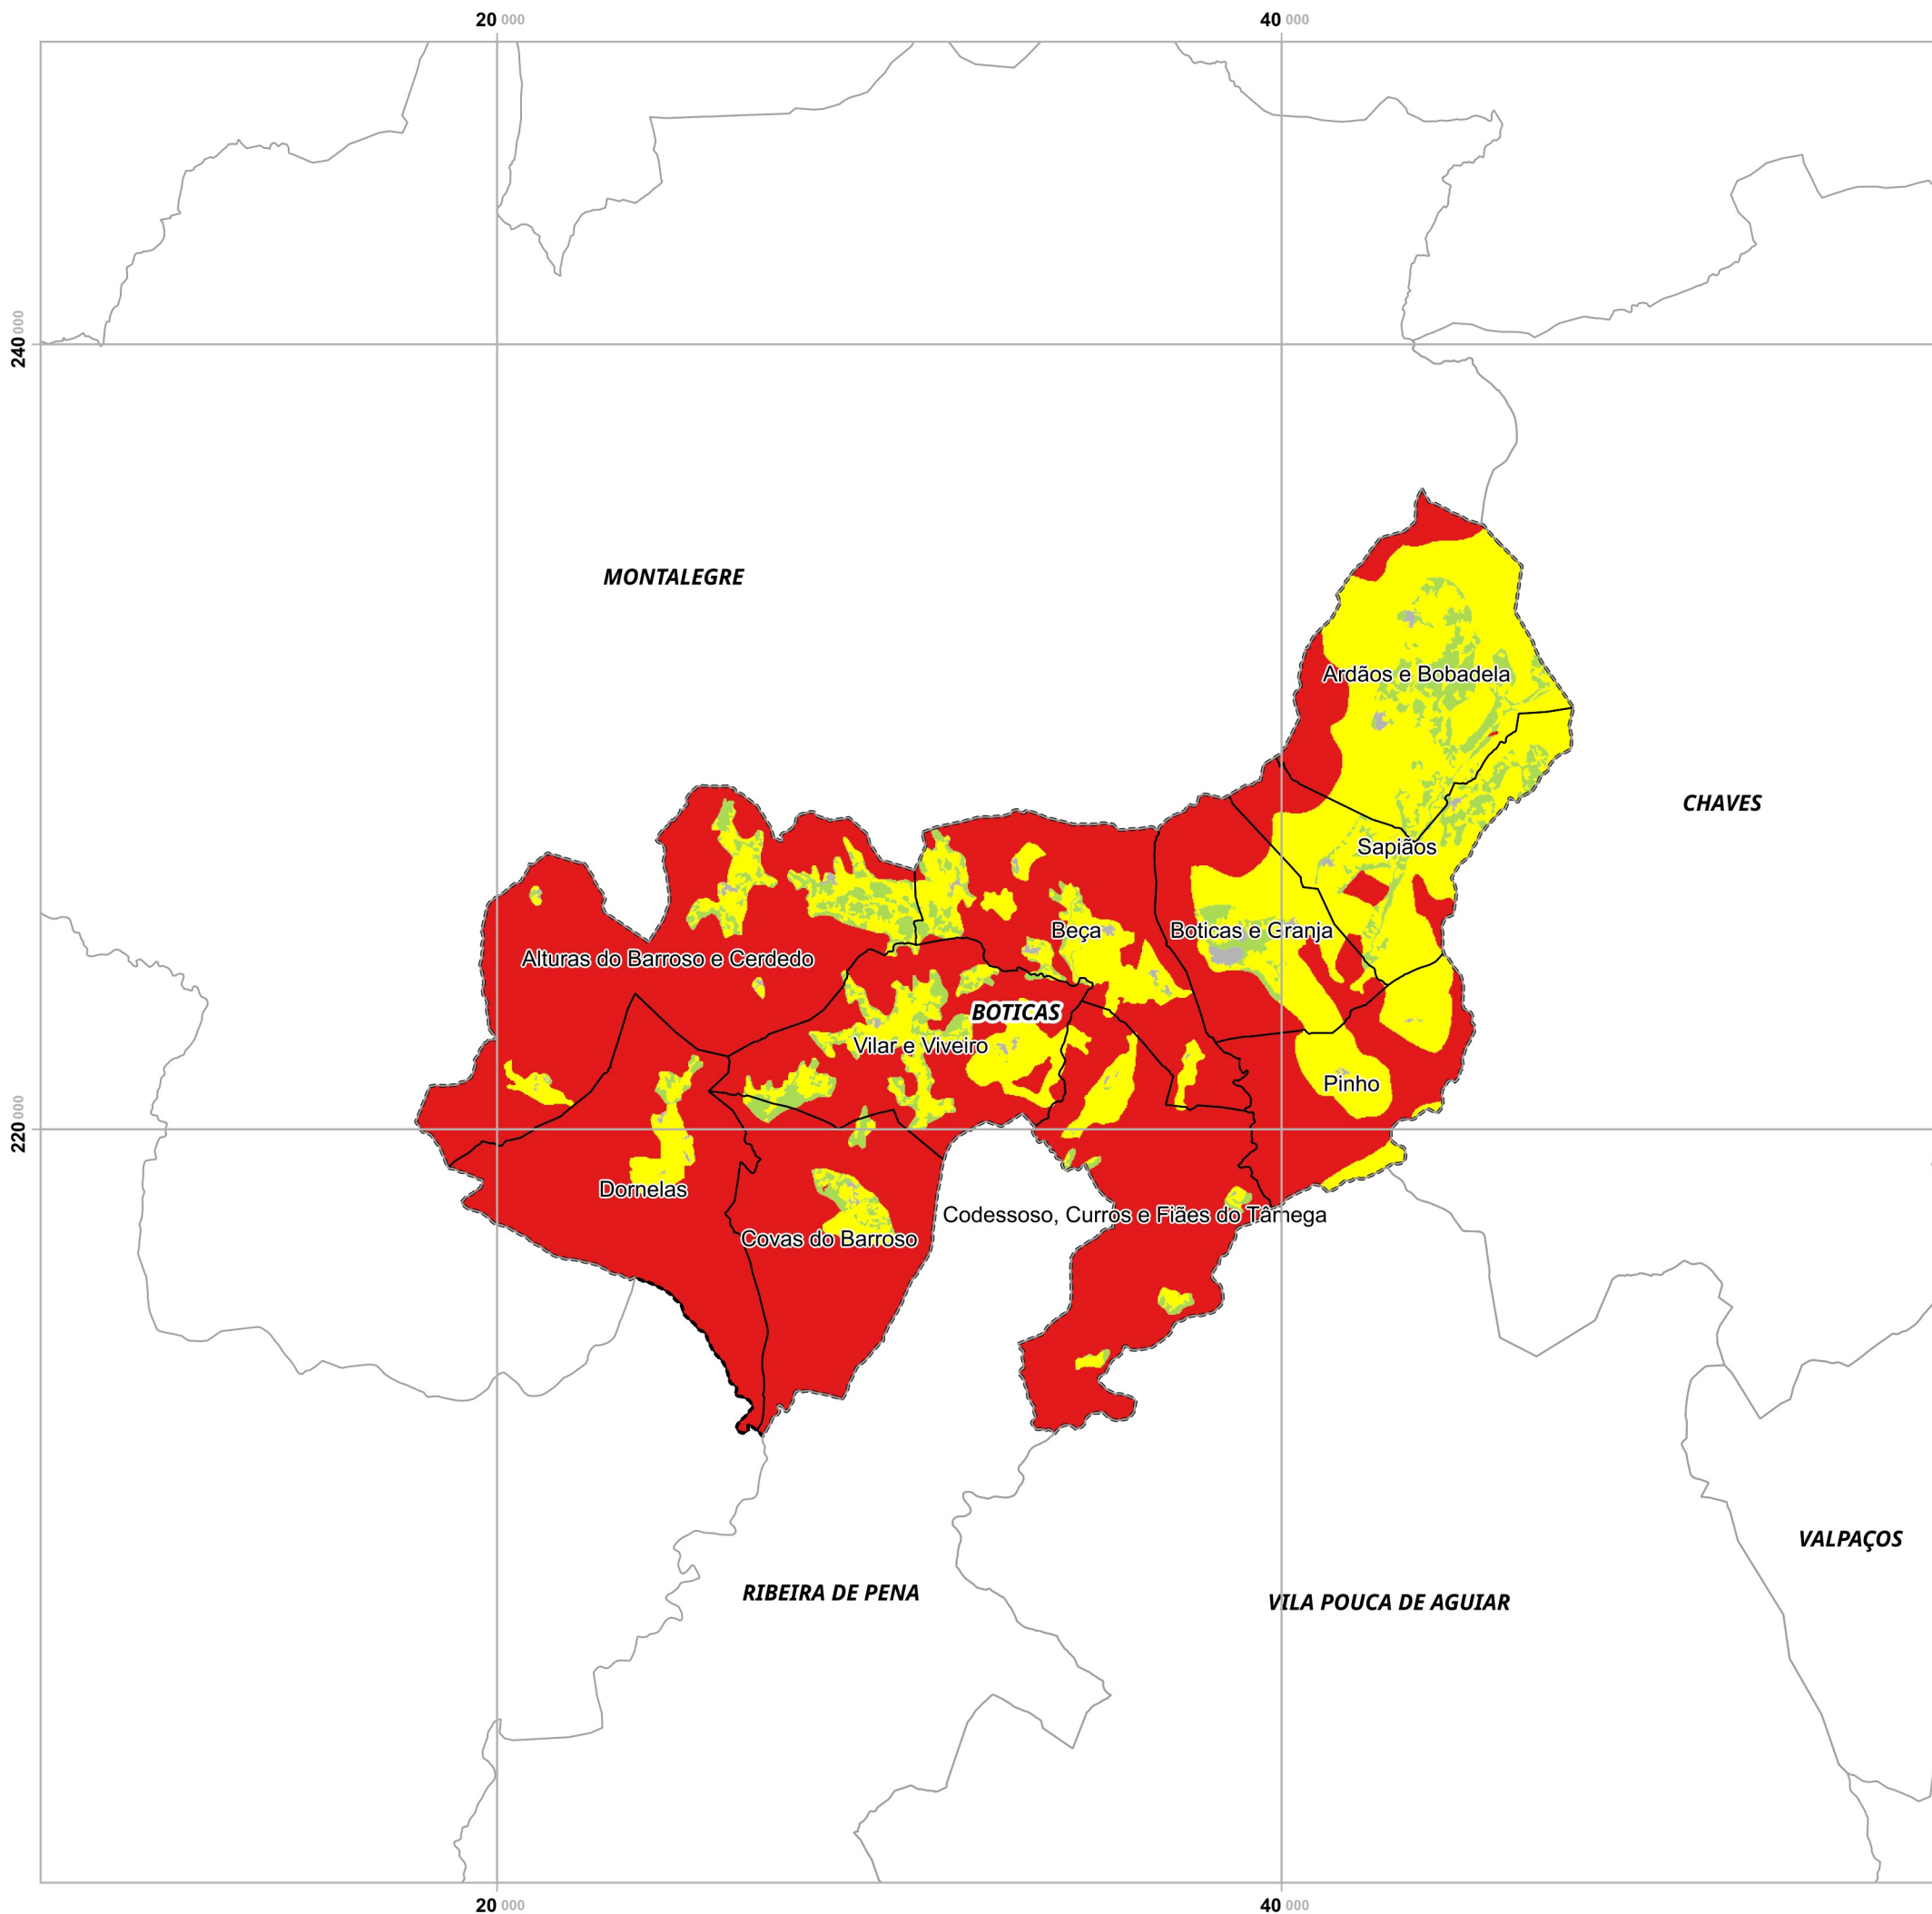 20 000
40 000
240 000
MONTALEGRE
Ardãos e Bobadela
CHAVES
Sapiãos
Beça
Boticas e Granja
Alturas do Barroso e Cerdedo
BOTICAS
Vilar e Viveiro
Pinho
220 000
Dornelas
Codessoso, Curros e Fiães do Tâmega
Covas do Barroso
VALPAÇOS
RIBEIRA DE PENA
VILA POUCA DE AGUIAR
20 000
40 000